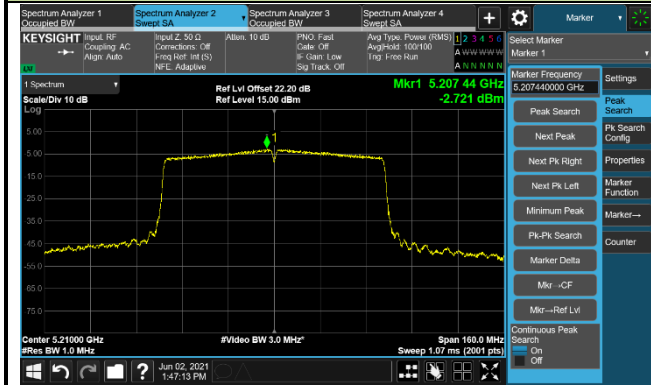 Spectrum Analyzer 1
Occupied BW
Spectrum Analyzer 2
Swept SA
Spectrum Analyzer 3
Occupied BW
Spectrum Analyzer 4
Swept SA
+
KEYSIGHT
Input: RF
Coupling: AC
Align: Auto
Input Z: 50 Ω
Corrections: Off
Freq Ref: Int (S)
NFE: Adaptive
Atten: 10 dB
PNO: Fast
Gate: Off
IF Gain: Low
Sig Track: Off
Avg Type: Power (RMS)
Avg|Hold: 100/100
Trig: Free Run
1 2 3 4 5 6
A W W W W W
A N N N N N
LV
1 Spectrum
Scale/Div 10 dB
Log
Ref Lvl Offset 22.20 dB
Ref Level 15.00 dBm
Mkr1 5.207 44 GHz
-2.721 dBm
5.00
-5.00
-15.0
-25.0
-35.0
-45.0
-55.0
-65.0
-75.0
1
Center 5.21000 GHz
#Res BW 1.0 MHz
#Video BW 3.0 MHz*
Span 160.0 MHz
Sweep 1.07 ms (2001 pts)
?
Jun 02, 2021
1:47:13 PM
Marker
Select Marker
Marker 1
Marker Frequency
5.207440000 GHz
Peak Search
Next Peak
Next Pk Right
Next Pk Left
Minimum Peak
Pk-Pk Search
Marker Delta
Mkr→CF
Mkr→Ref Lvl
Continuous Peak
Search
On
Off
Settings
Peak
Search
Pk Search
Config
Properties
Marker
Function
Marker→
Counter